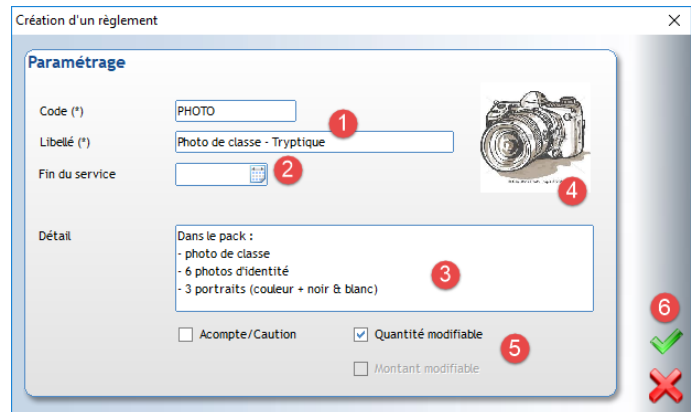 Création d'un règlement
Paramétrage
Code (*) PHOTO
1
Libellé (*) Photo de classe - Tryptique
Fin du service
2
4
Détail
Dans le pack :
- photo de classe
- 6 photos d'identité
- 3 portraits (couleur + noir & blanc)
3
6
Acompte/Caution Quantité modifiable
5
Montant modifiable